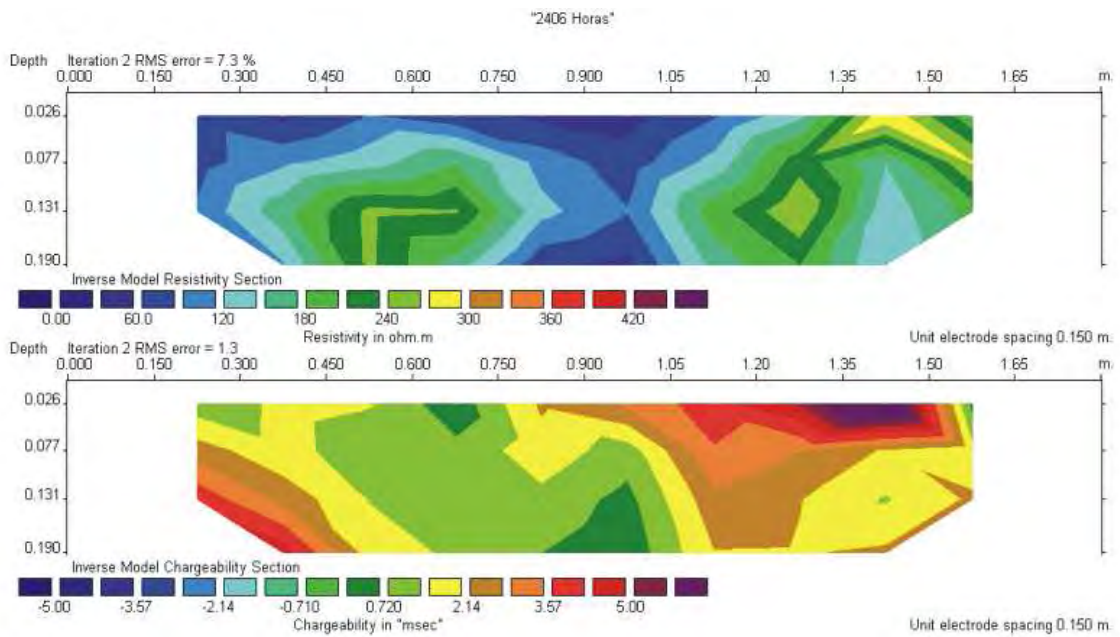 "2406 Horas"
Depth Iteration 2 RMS error = 7.3 %
0.000 0.150 0.300 0.450 0.600 0.750 0.900 1.05 1.20 1.35 1.50 1.65 m.
0.026
0.077
0.131
0.190
Inverse Model Resistivity Section
0.00 60.0 120 180 240 300 360 420
Resistivity in ohm.m Unit electrode spacing 0.150 m.
Depth Iteration 2 RMS error = 1.3
0.000 0.150 0.300 0.450 0.600 0.750 0.900 1.05 1.20 1.35 1.50 1.65 m.
0.026
0.077
0.131
0.190
Inverse Model Chargeability Section
-5.00 -3.57 -2.14 -0.710 0.720 2.14 3.57 5.00
Chargeability in "msec" Unit electrode spacing 0.150 m.